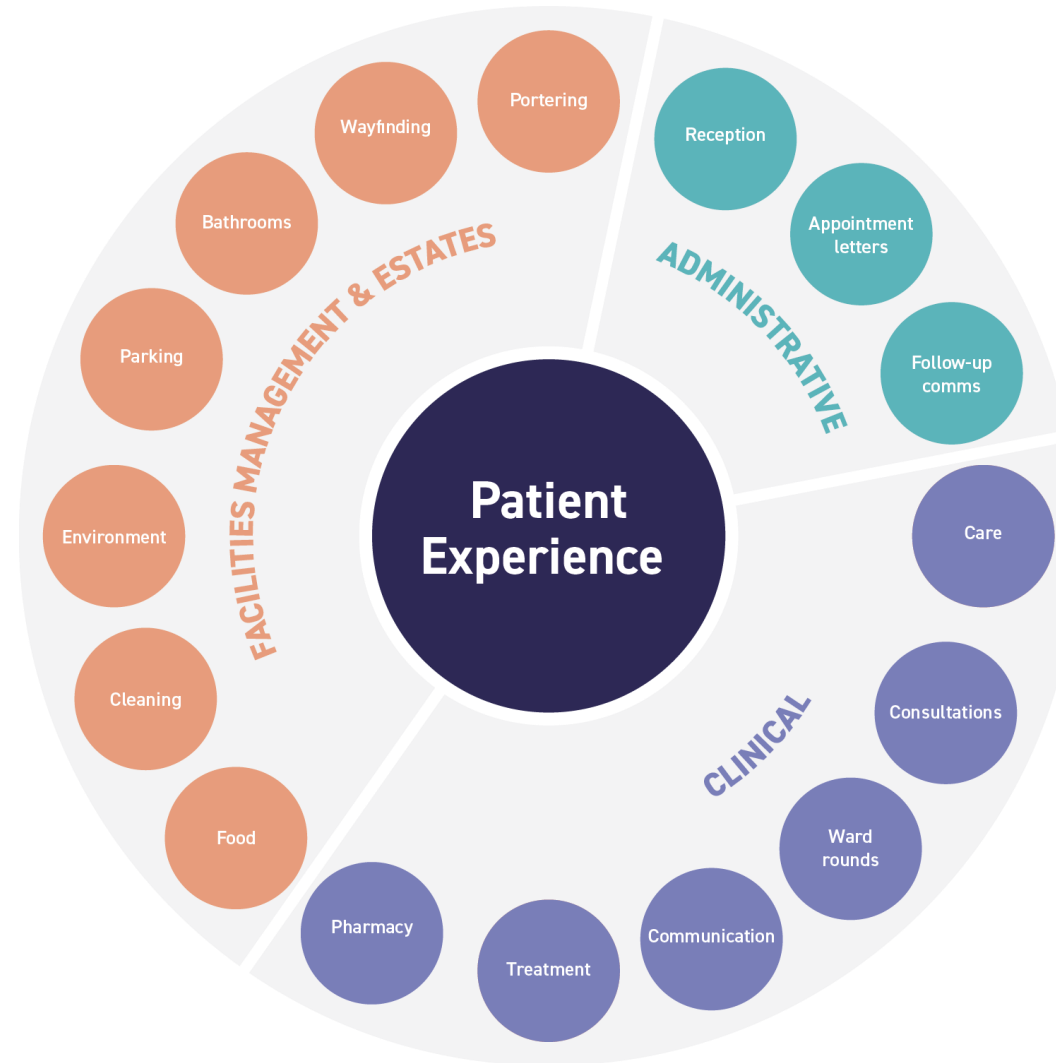 Patient
Experience
FACILITIES MANAGEMENT & ESTATES
Portering
Wayfinding
Bathrooms
Parking
Environment
Cleaning
Food
ADMINISTRATIVE
Reception
Appointment
letters
Follow-up
comms
CLINICAL
Care
Consultations
Ward
rounds
Communication
Treatment
Pharmacy